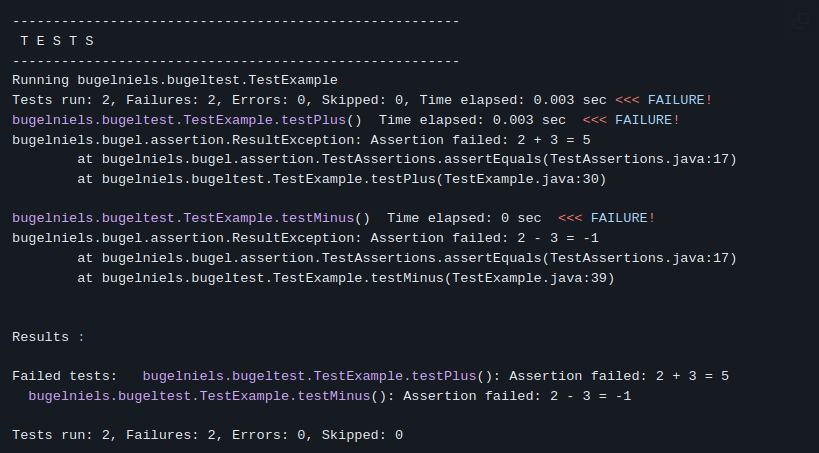 -------------------------------------------------------
T E S T S
-------------------------------------------------------
Running bugelniels.bugeltest.TestExample
Tests run: 2, Failures: 2, Errors: 0, Skipped: 0, Time elapsed: 0.003 sec <<< FAILURE!
bugelniels.bugeltest.TestExample.testPlus()  Time elapsed: 0.003 sec  <<< FAILURE!
bugelniels.bugel.assertion.ResultException: Assertion failed: 2 + 3 = 5
        at bugelniels.bugel.assertion.TestAssertions.assertEquals(TestAssertions.java:17)
        at bugelniels.bugeltest.TestExample.testPlus(TestExample.java:30)
bugelniels.bugeltest.TestExample.testMinus()  Time elapsed: 0 sec  <<< FAILURE!
bugelniels.bugel.assertion.ResultException: Assertion failed: 2 - 3 = -1
        at bugelniels.bugel.assertion.TestAssertions.assertEquals(TestAssertions.java:17)
        at bugelniels.bugeltest.TestExample.testMinus(TestExample.java:39)
Results :
Failed tests:   bugelniels.bugeltest.TestExample.testPlus(): Assertion failed: 2 + 3 = 5
  bugelniels.bugeltest.TestExample.testMinus(): Assertion failed: 2 - 3 = -1
Tests run: 2, Failures: 2, Errors: 0, Skipped: 0